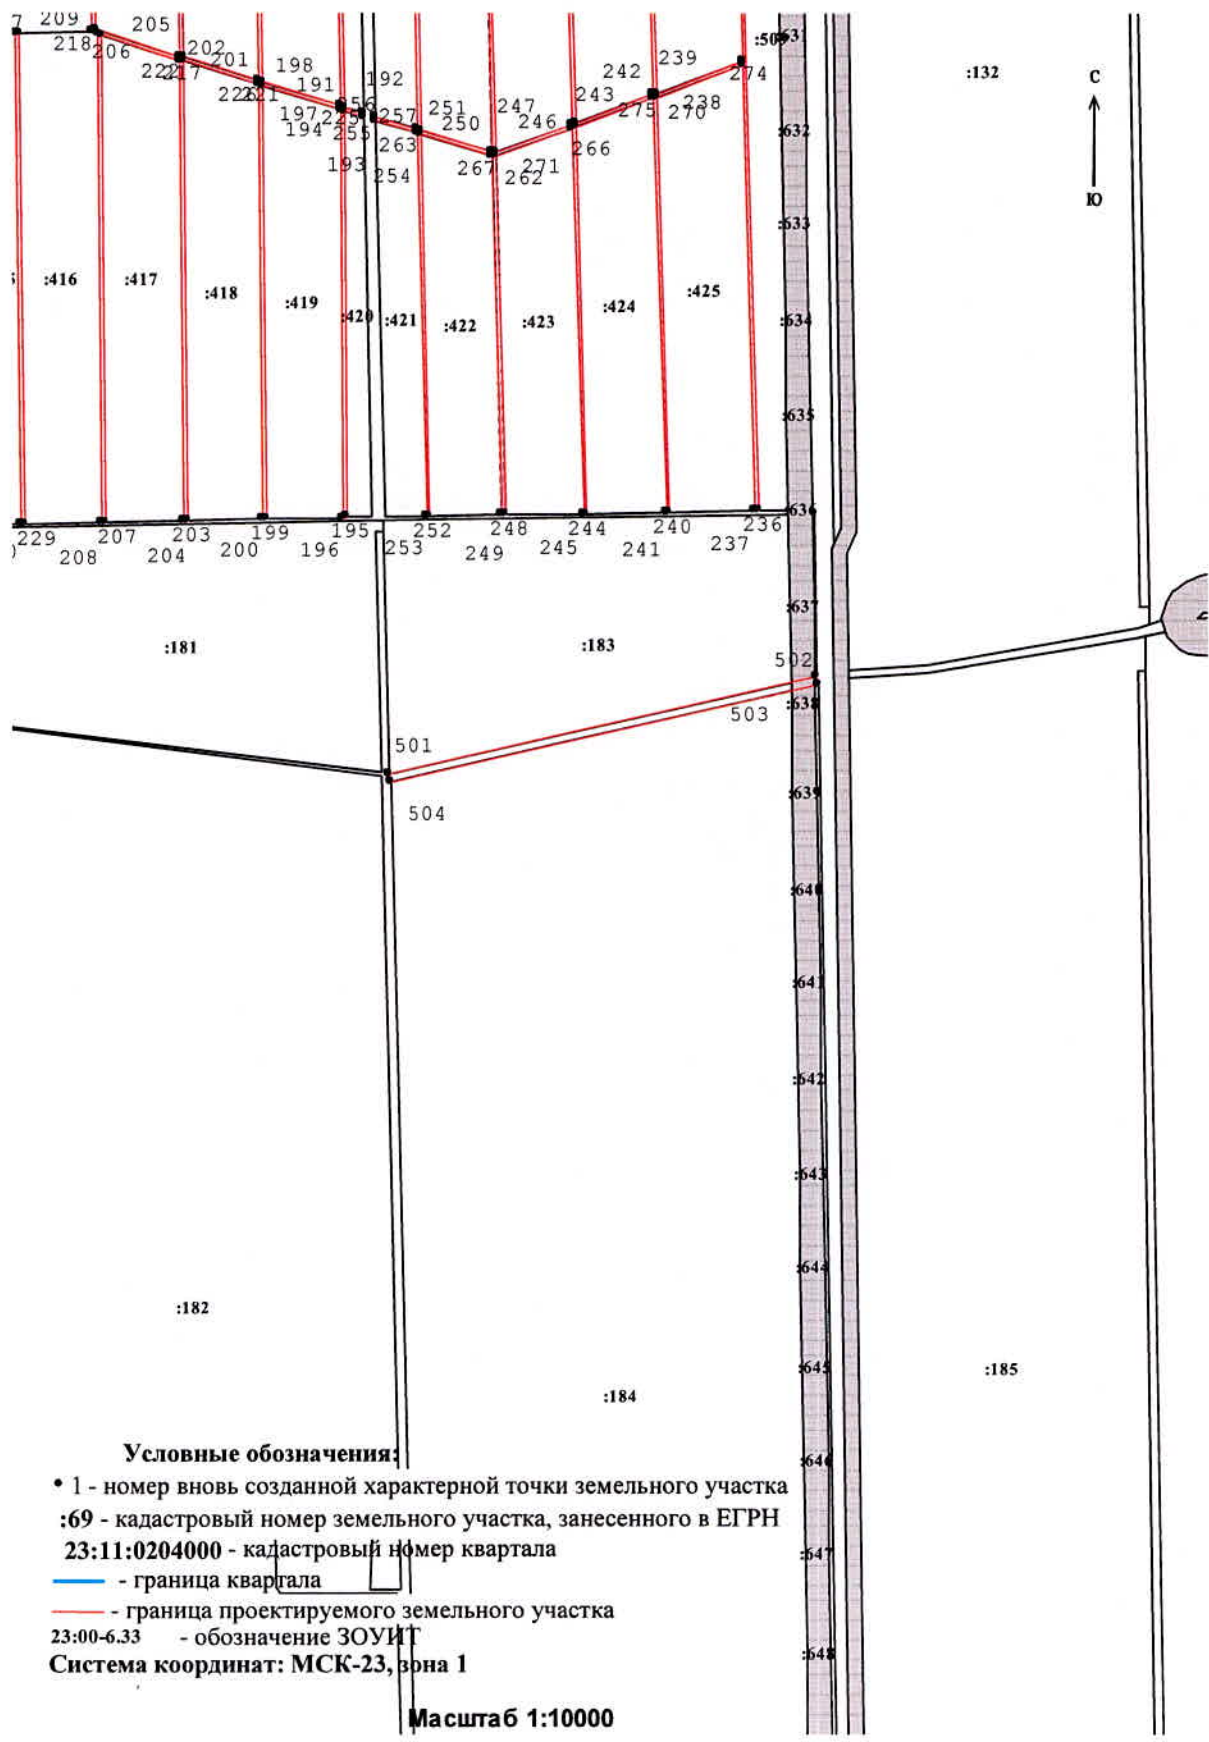 7 209 205
218 206 202
217 201 198
191 192
197 257 251 247 242 239 :631
194 255 263 250 246 243 274
193 254 267 262 271 266 275 270 238 :632
:132
С
Ю
:633
:416 :417 :418 :419 :420 :421 :422 :423 :424 :425
:634
:635
:636
229 207 203 199 195 252 248 244 240 236
208 204 200 196 253 249 245 241 237
:637
:181 :183
502
:638
503
501
:639
504
:640
:641
:642
:643
:644
:182
:645
:185
:184
Условные обозначения:
:646
• 1 - номер вновь созданной характерной точки земельного участка
:69 - кадастровый номер земельного участка, занесенного в ЕГРН
23:11:0204000 - кадастровый номер квартала
:647
- граница квартала
- граница проектируемого земельного участка
23:00-6.33 - обозначение ЗОУИТ
:648
Система координат: МСК-23, зона 1
Масштаб 1:10000